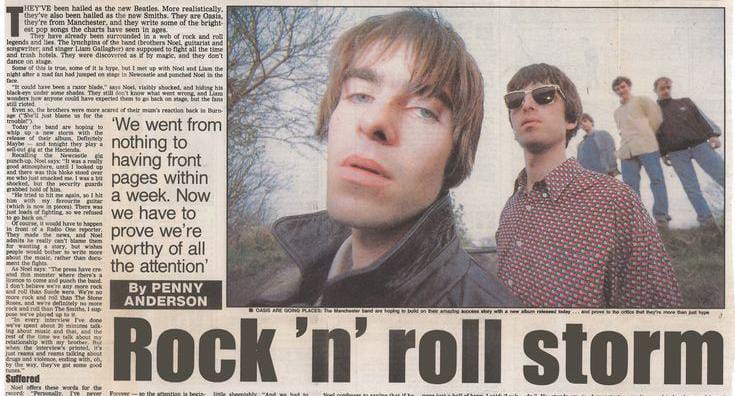 THEY'VE been hailed as the new Beatles. More realistically,
they've also been hailed as the new Smiths. They are Oasis,
they're from Manchester, and they write some of the bright-
est pop songs the charts have seen in ages.
They have already been surrounded in a web of rock and roll
legends and lies. The lynchpins of the band (brothers Noel, guitarist and
songwriter; and singer Liam Gallagher) are supposed to fight all the time
and trash hotels. They were discovered as if by magic, and they don't
dance on stage.
Some of this is true, some of it is hype, but I met up with Noel and Liam the
night after a mad fan had jumped on stage in Newcastle and punched Noel in the
face.
"It could have been a razor blade," says Noel, visibly shocked, and hiding his
black-eye under some shades. They still don't know what went wrong, and Liam
wonders how anyone could have expected them to go back on stage, but the fans
still rioted.
Even so, the brothers were more scared of their mum's reaction back in Burn-
age ("She'll just blame us for the
trouble!").
Today the band are hoping to
whip up a new storm with the
release of their album, Definitely
Maybe — and tonight they play a
sell-out gig at the Hacienda.
Recalling the Newcastle gig
punch-up, Noel says: "It was a really
good atmosphere, until I looked up
and there was this bloke stood over
me who just smacked me. I was a bit
shocked, but the security guards
grabbed hold of him.
"He tried to hit me again, so I hit
him with my favourite guitar
(which is now in pieces). There was
just loads of fighting, so we refused
to go back on."
Of course, it would have to happen
in front of a Radio One reporter.
They made the news, and Noel
admits he really can't blame them
for wanting a story, but wishes
people would bother to write more
about the music, rather than docu-
ment the fights.
As Noel says: "The press have cre-
ated this monster where there's a
licence to come and punch the band.
I don't believe we're any more rock
and roll than Suede were. We're no
more rock and roll than The Stone
Roses, and we're definitely no more
rock and roll than The Smiths, I sup-
pose we've played up to it.
"In every interview I've done
we've spent about 20 minutes talk-
ing about music and that, and the
rest of the time we talk about my
relationship with my brother. But
when the interview's printed, it's
just reams and reams talking about
drugs and violence, ending with, oh,
by the way, they've got some good
tunes."
Suffered
Noel offers these words for the
record: "Personally, I've never
'We went from
nothing to
having front
pages within
a week. Now
we have to
prove we're
worthy of all
the attention'
By PENNY
ANDERSON
■ OASIS ARE GOING PLACES: The Manchester band are hoping to build on their amazing success story with a new album released today . . . and prove to the critics that they're more than just hype
Rock 'n' roll storm
Forever — so the attention is begin-
little sheepishly. "And we had to